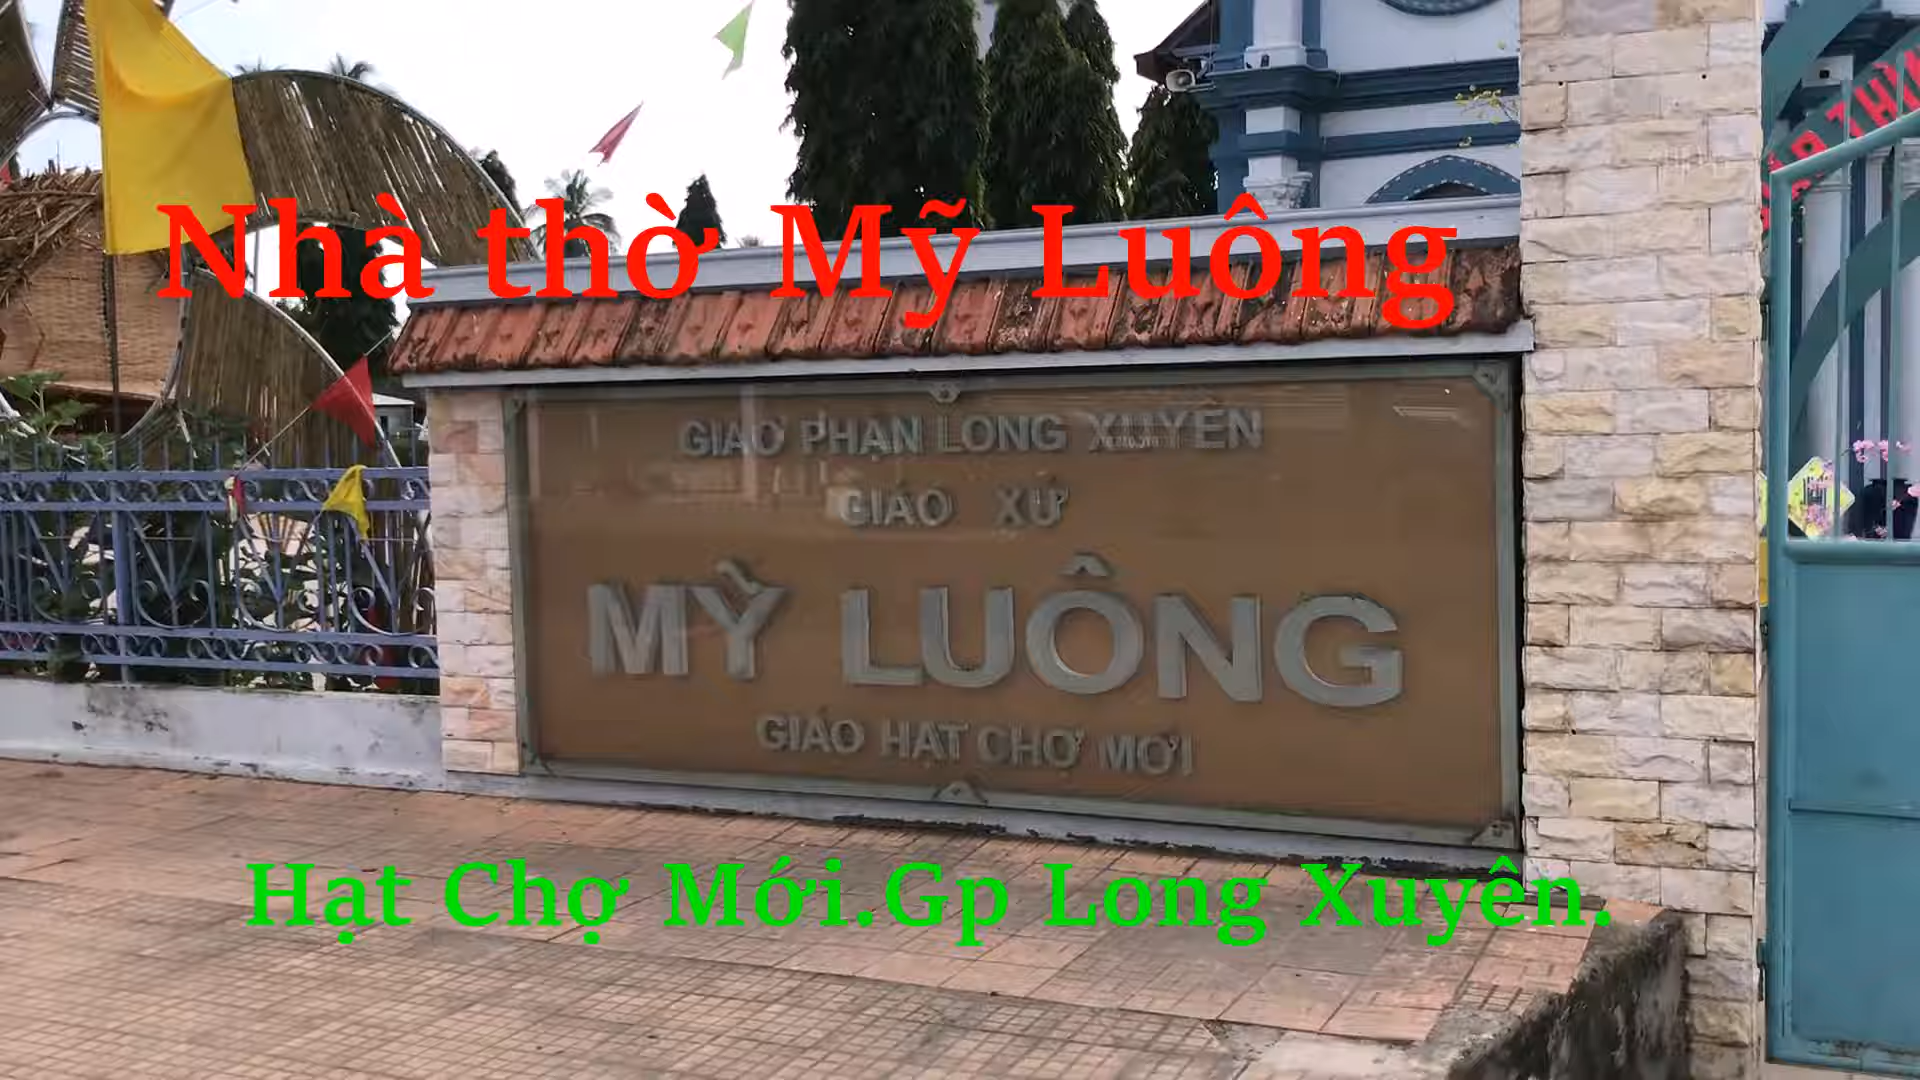 Nhà thờ Mỹ Luông
GIÁO PHẬN LONG XUYÊN
GIÁO XỨ
MỸ LUÔNG
GIÁO HẠT CHỢ MỚI
Hạt Chợ Mới.Gp Long Xuyên.